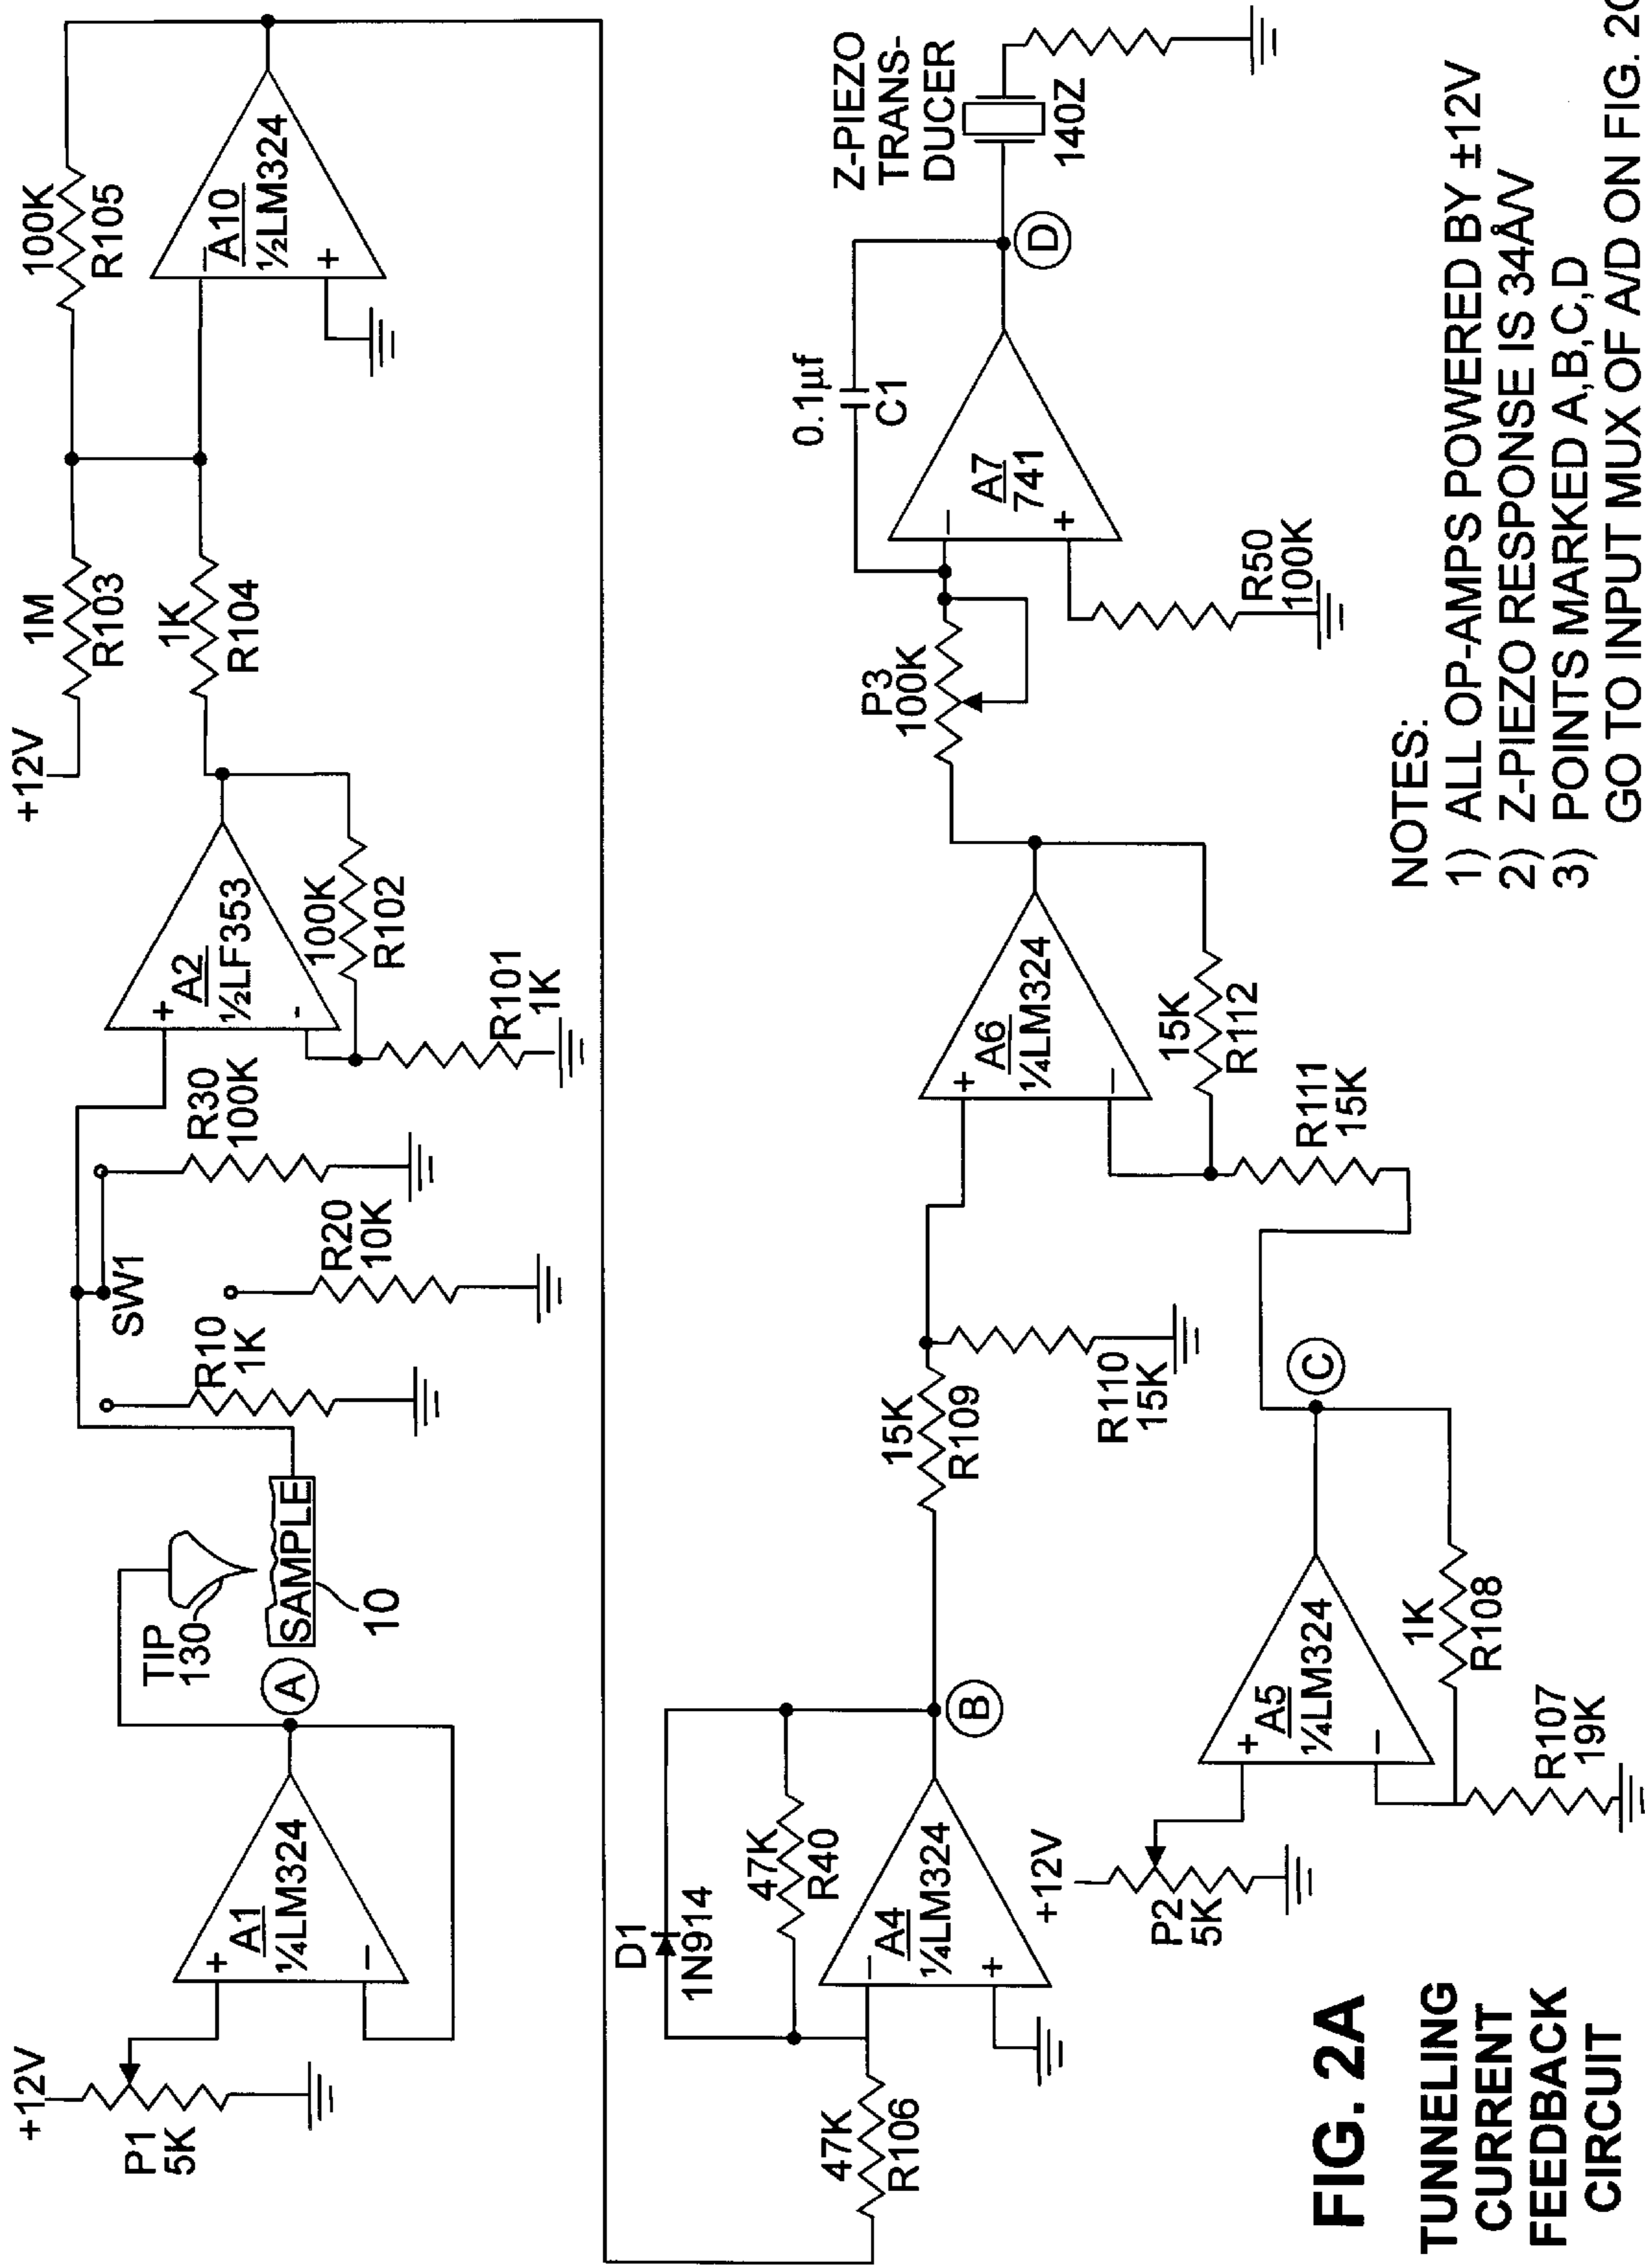 +12V
P1
5K
+
A1
¼LM324
–
A
TIP
130
SAMPLE
10
R10
1K
SW1
R20
10K
R30
100K
+
A2
½LF353
-
100K
R102
R101
1K
+12V
1M
R103
1K
R104
100K
R105
–
A10
½LM324
+
47K
R106
D1
1N914
47K
R40
–
A4
¼LM324
+
B
15K
R109
R110
15K
+
A6
¼LM324
–
15K
R112
R111
15K
+12V
P2
5K
+
A5
¼LM324
–
1K
R108
R107
19K
C
P3
100K
0.1µf
C1
–
A7
741
+
R50
100K
D
Z-PIEZO
TRANS-
DUCER
140Z
NOTES:
1) ALL OP-AMPS POWERED BY ±12V
2) Z-PIEZO RESPONSE IS 34Å/V
3) POINTS MARKED A,B,C,D
GO TO INPUT MUX OF A/D ON FIG.
FIG. 2A
TUNNELING
CURRENT
FEEDBACK
CIRCUIT